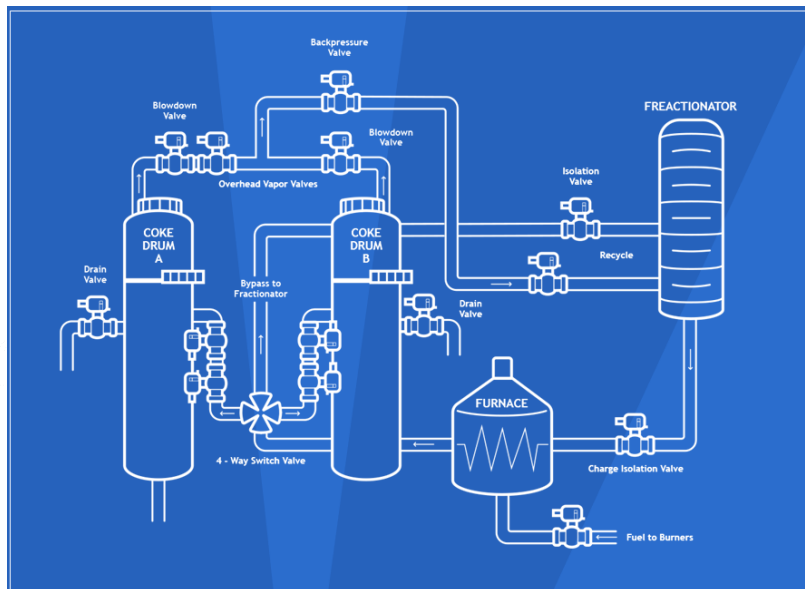 Backpressure
Valve
FREACTIONATOR
Blowdown
Valve
Blowdown
Valve
Overhead Vapor Valves
Isolation
Valve
COKE
DRUM
A
COKE
DRUM
B
Recycle
Drain
Valve
Bypass to
Fractionator
Drain
Valve
FURNACE
4 - Way Switch Valve
Charge Isolation Valve
Fuel to Burners